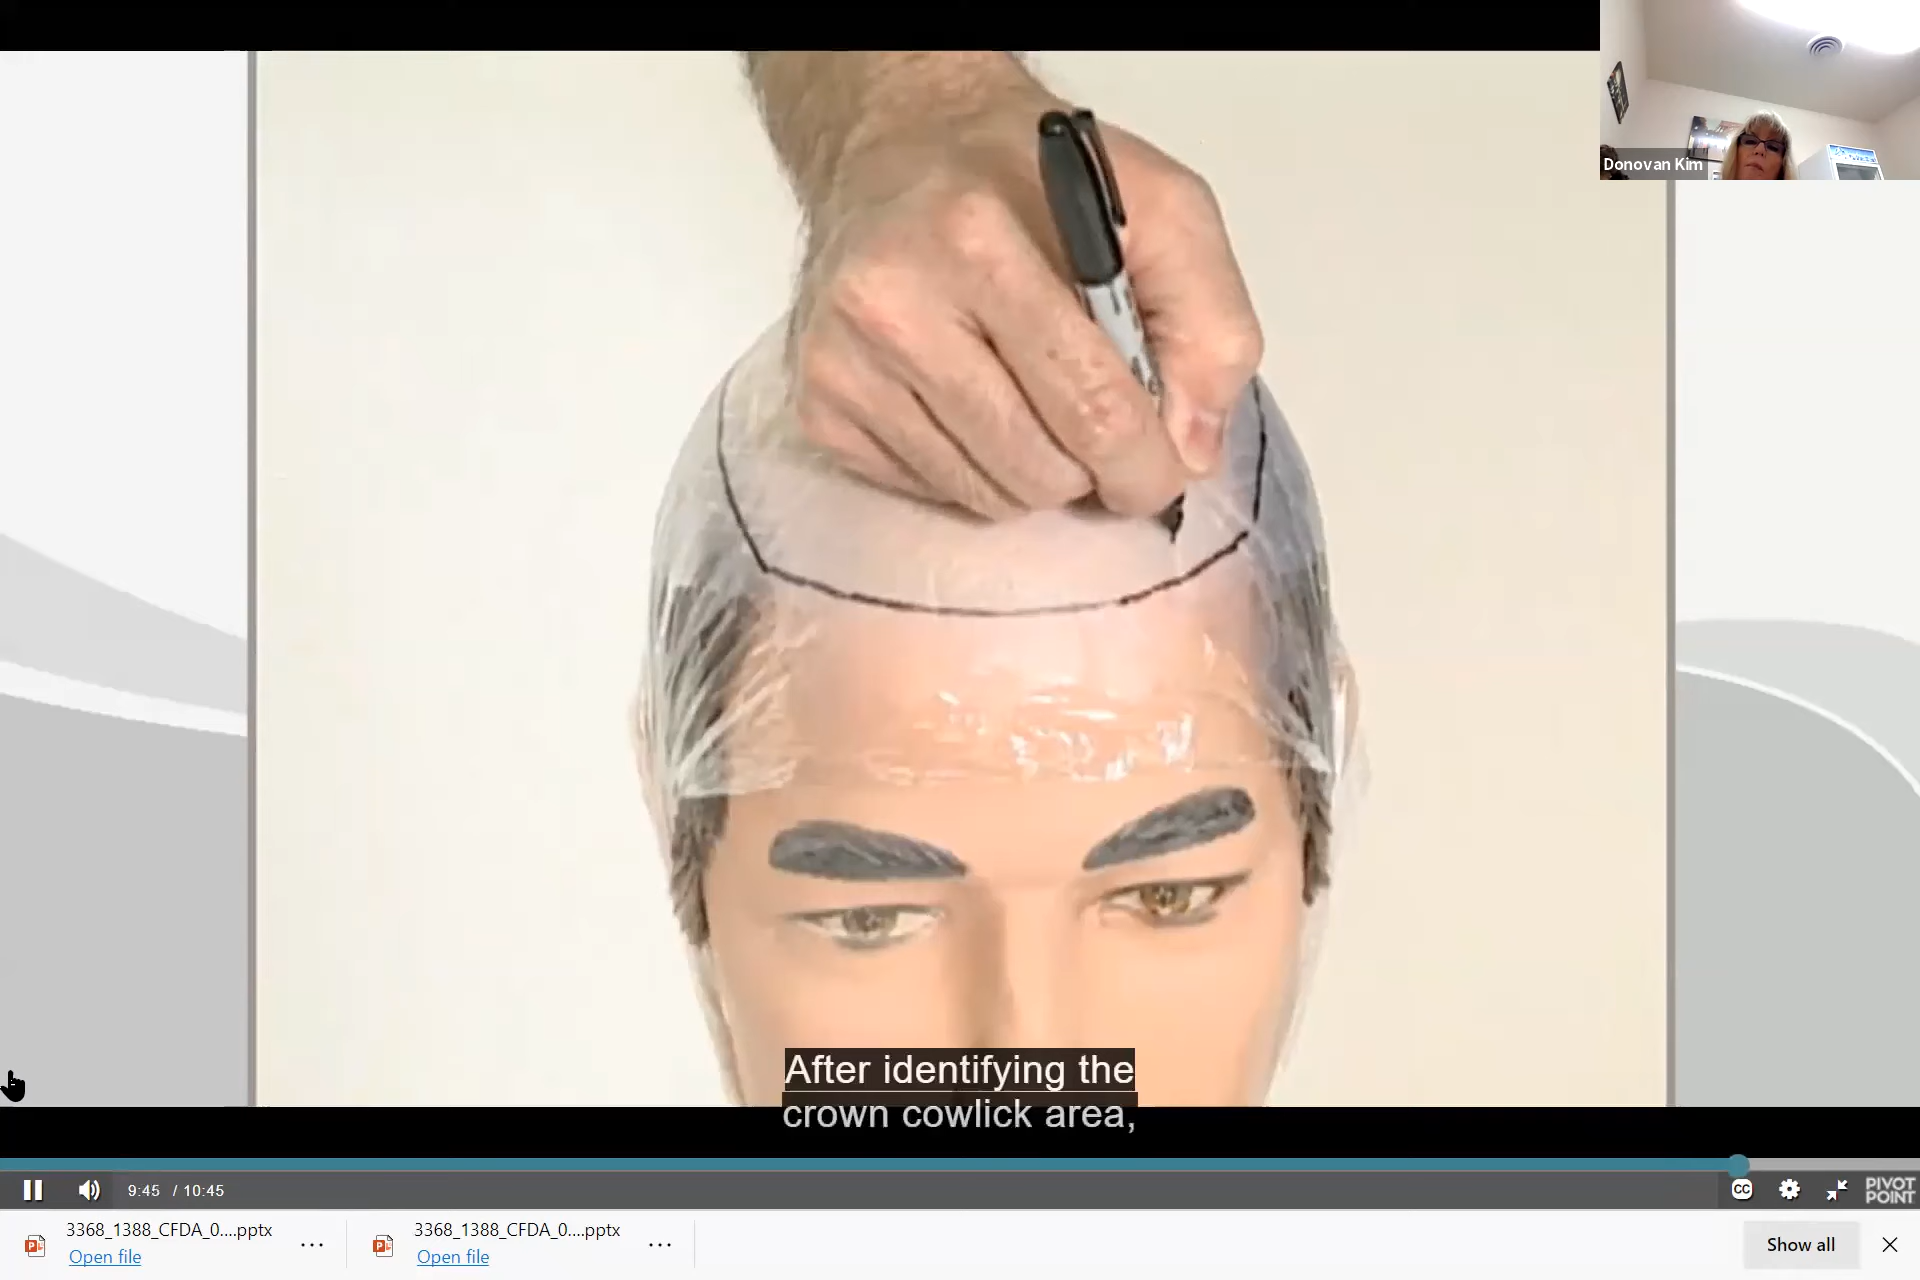 Donovan Kim
After identifying the
crown cowlick area,
9:45 / 10:45
CC
PIVOT
POINT
3368_1388_CFDA_0....pptx
Open file
3368_1388_CFDA_0....pptx
Open file
Show all